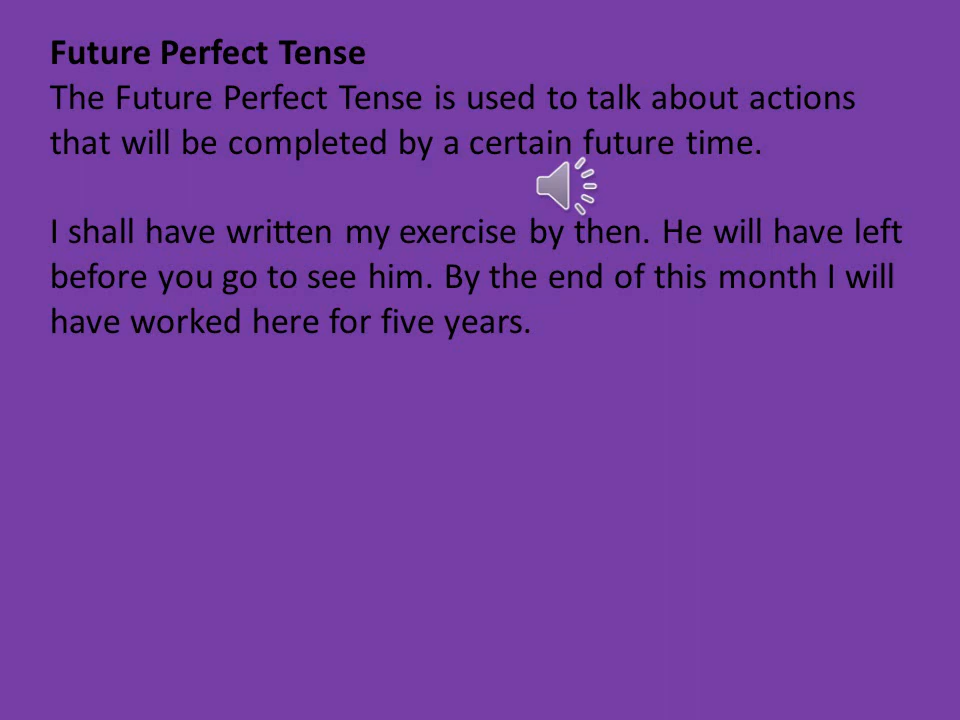 Future Perfect Tense
The Future Perfect Tense is used to talk about actions
that will be completed by a certain future time.
I shall have written my exercise by then. He will have left
before you go to see him. By the end of this month I will
have worked here for five years.